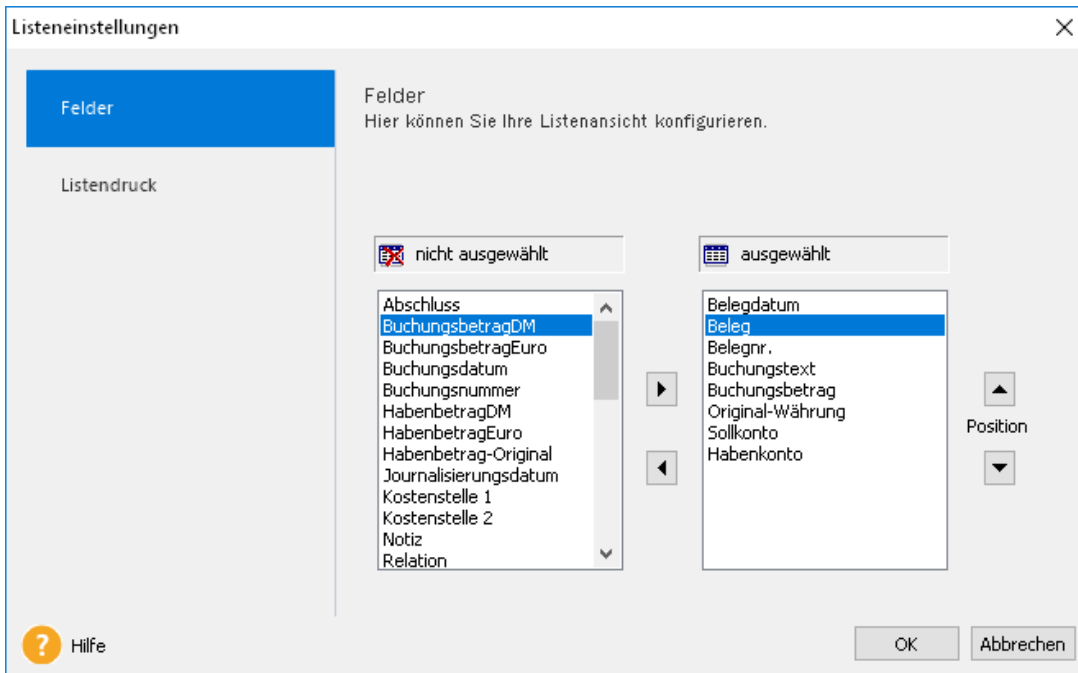 Listeneinstellungen
Felder
Listendruck
Felder
Hier können Sie Ihre Listenansicht konfigurieren.
nicht ausgewählt
Abschluss
BuchungsbetragDM
BuchungsbetragEuro
Buchungsdatum
Buchungsnummer
HabenbetragDM
HabenbetragEuro
Habenbetrag-Original
Journalisierungsdatum
Kostenstelle 1
Kostenstelle 2
Notiz
Relation
ausgewählt
Belegdatum
Beleg
Belegnr.
Buchungstext
Buchungsbetrag
Original-Währung
Sollkonto
Habenkonto
Position
? Hilfe
OK
Abbrechen